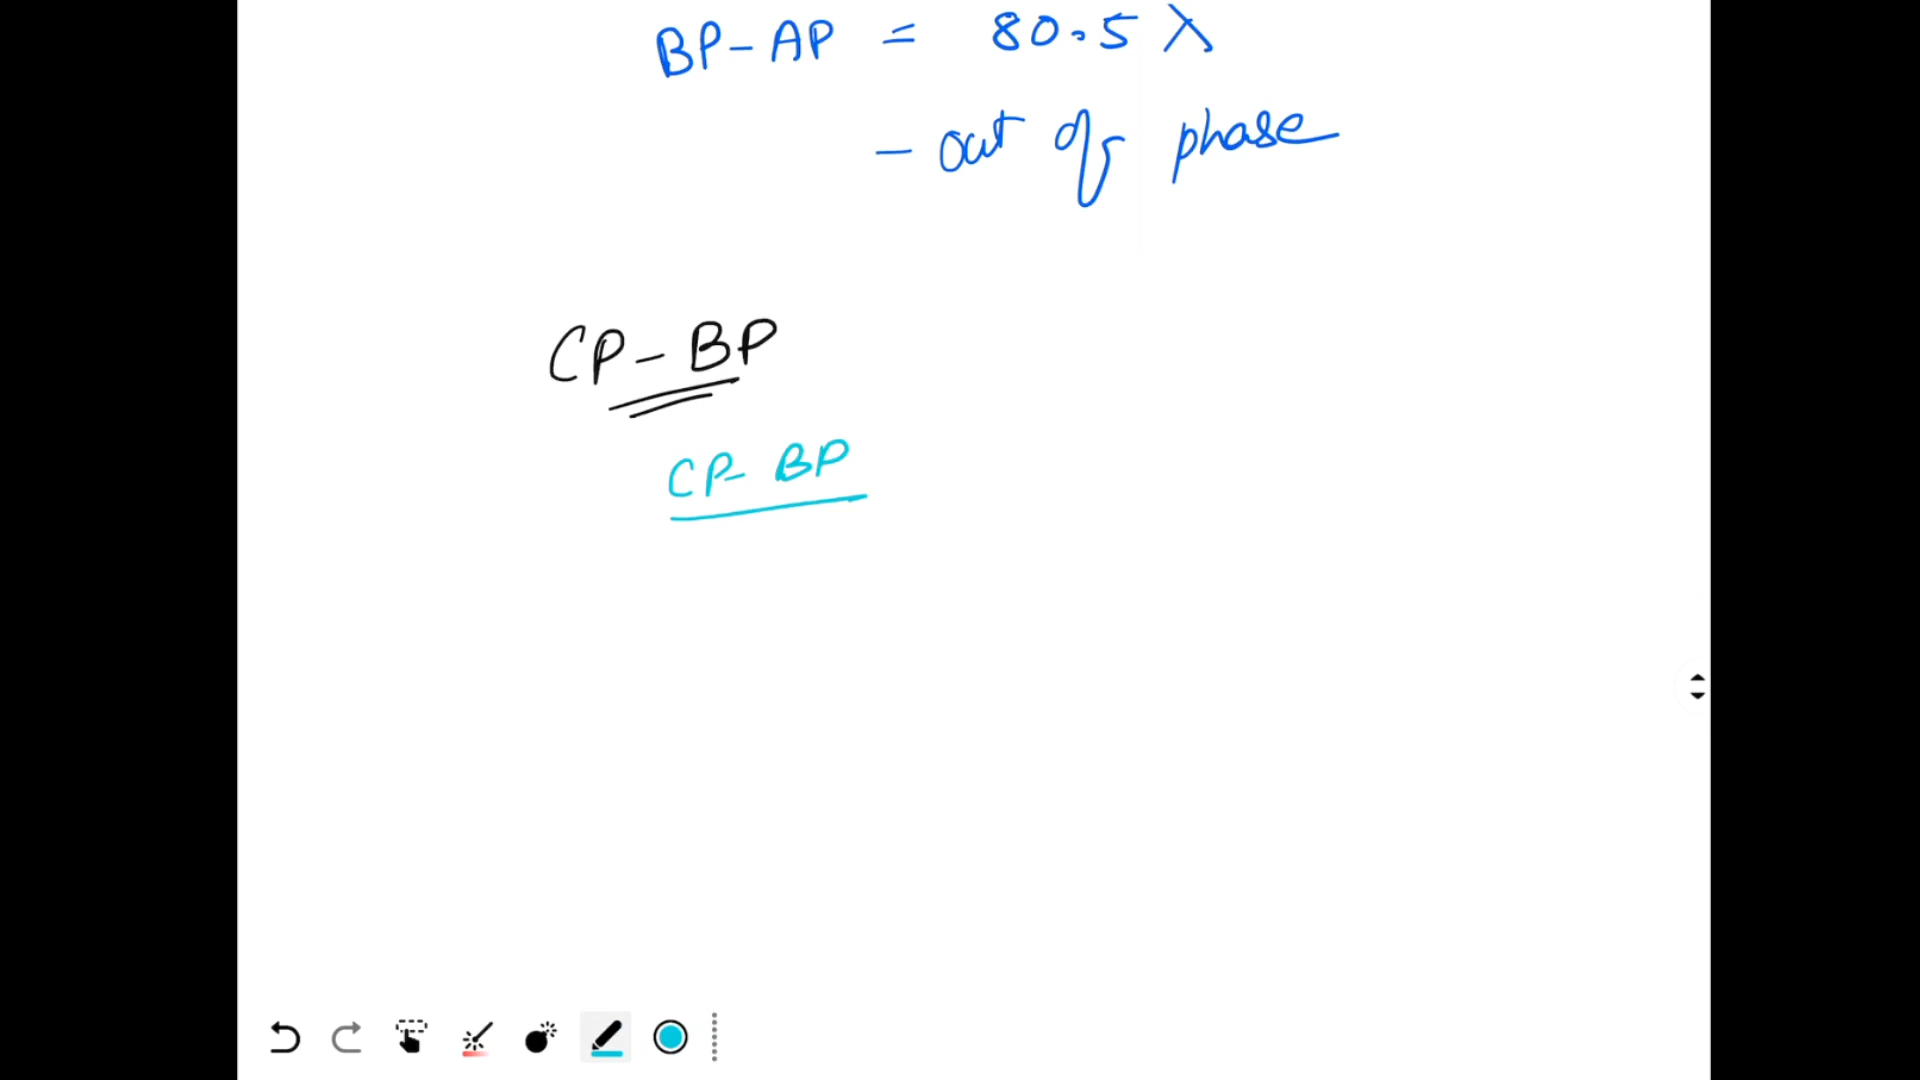 BP-AP = 80.5 λ
- out of phase
CP-BP
CP-BP